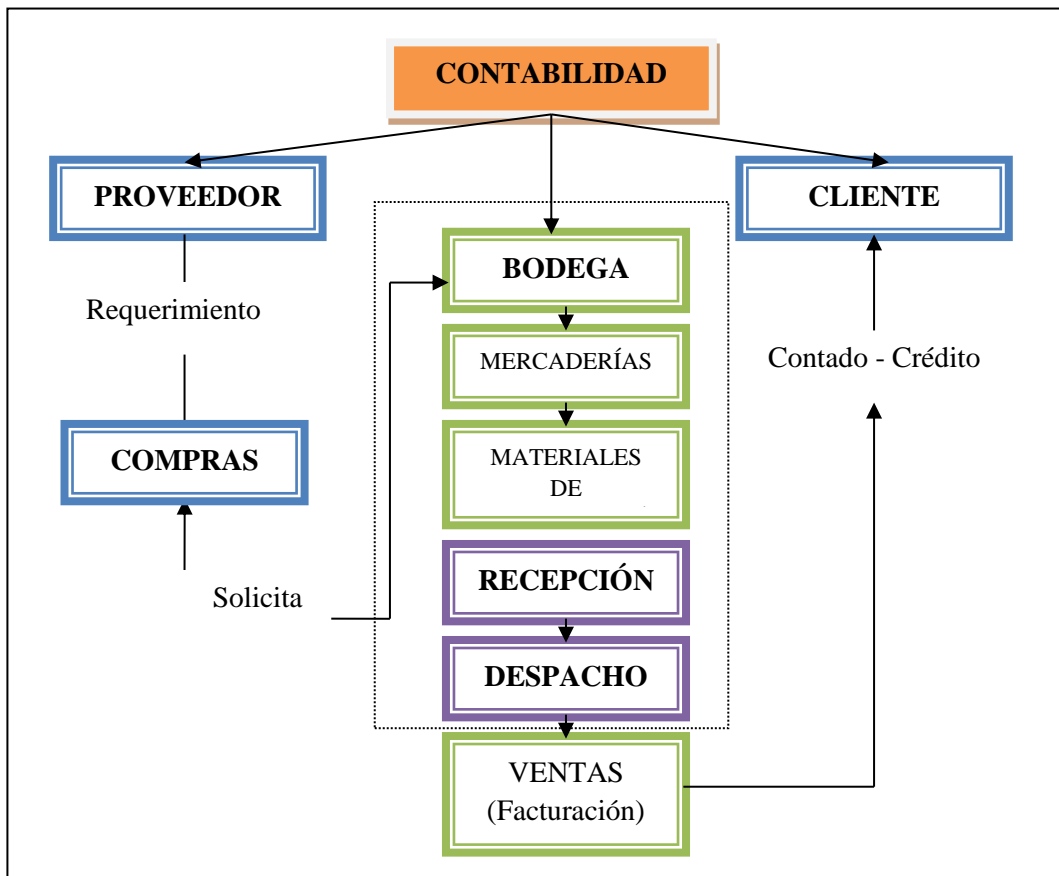 CONTABILIDAD
PROVEEDOR
CLIENTE
BODEGA
Requerimiento
MERCADERÍAS
Contado - Crédito
COMPRAS
MATERIALES
DE
RECEPCIÓN
Solicita
DESPACHO
VENTAS
(Facturación)